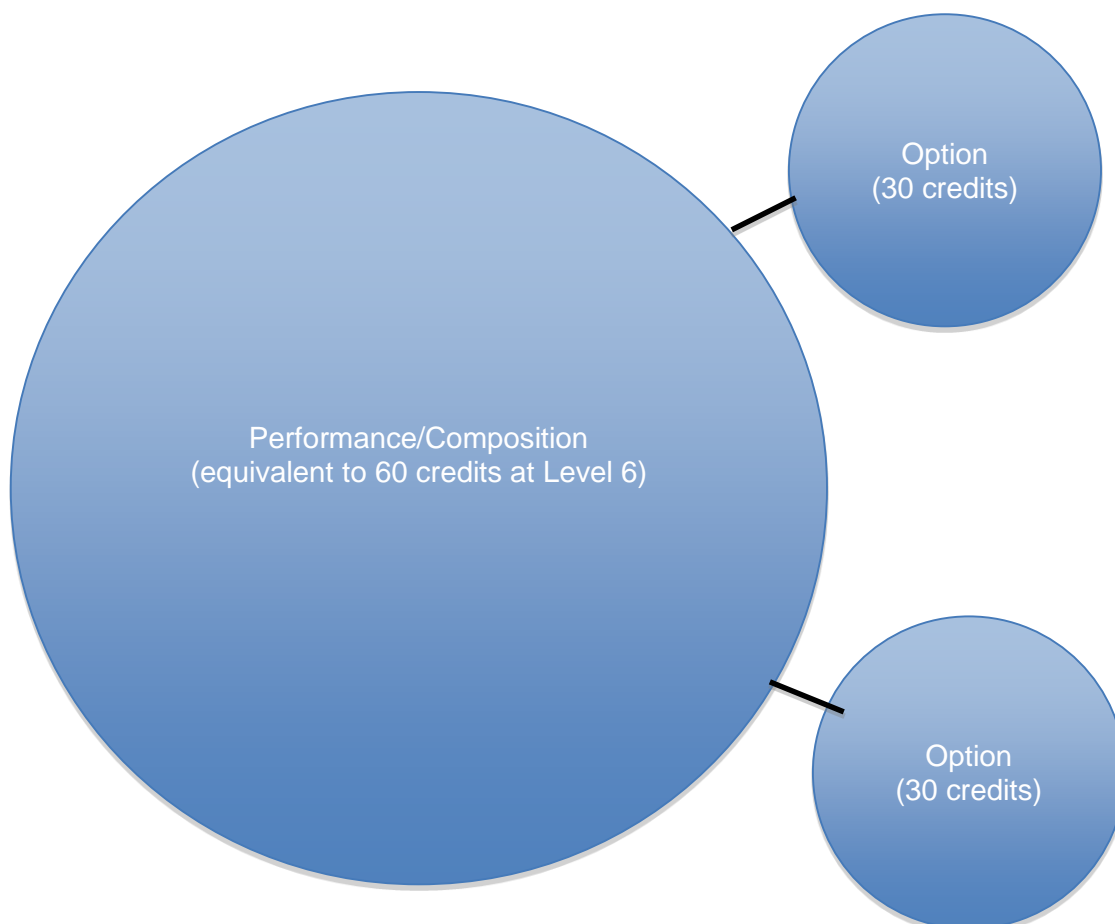 Option
(30 credits)
Performance/Composition
(equivalent to 60 credits at Level 6)
Option
(30 credits)